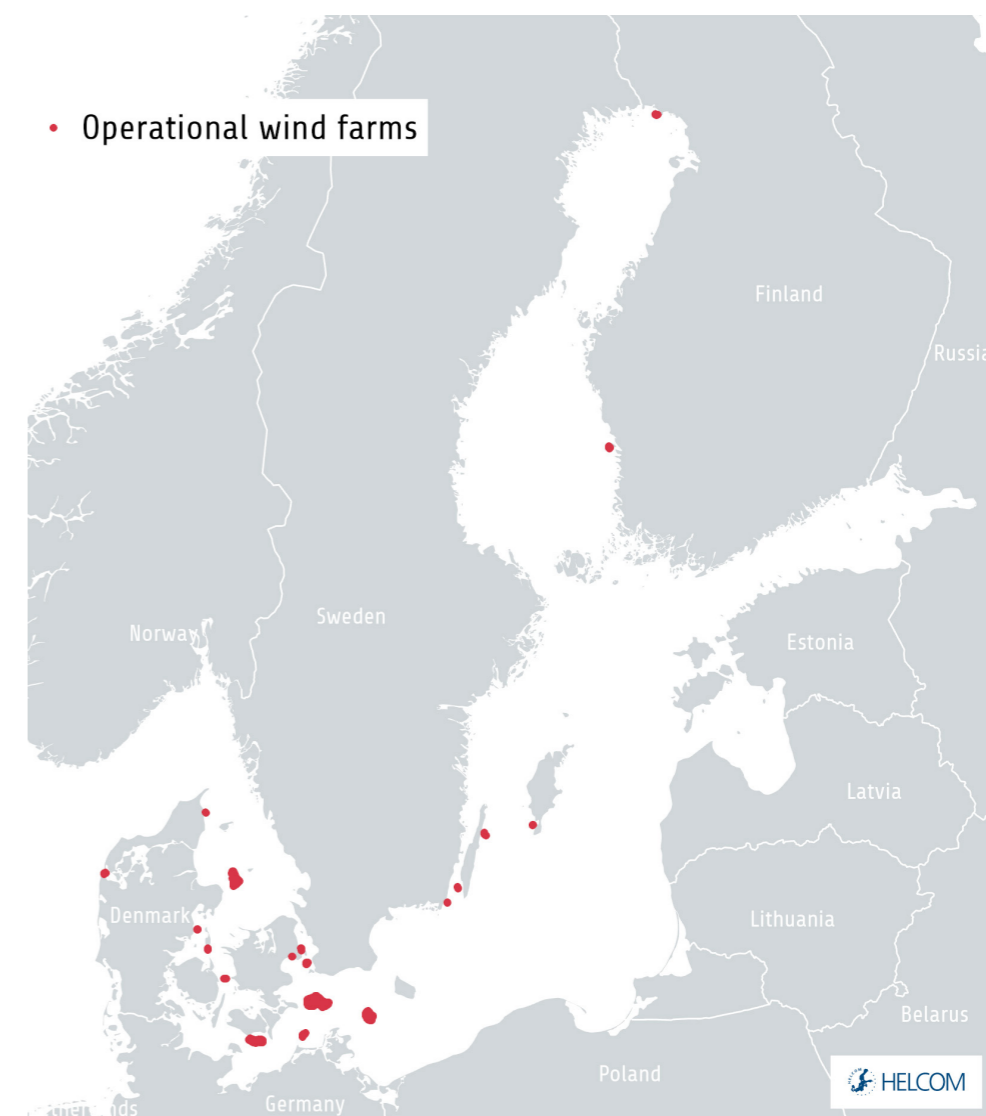 Operational wind farms
Finland
Russia
Sweden
Norway
Estonia
Latvia
Denmark
Lithuania
Belarus
Poland
HELCOM
Germany